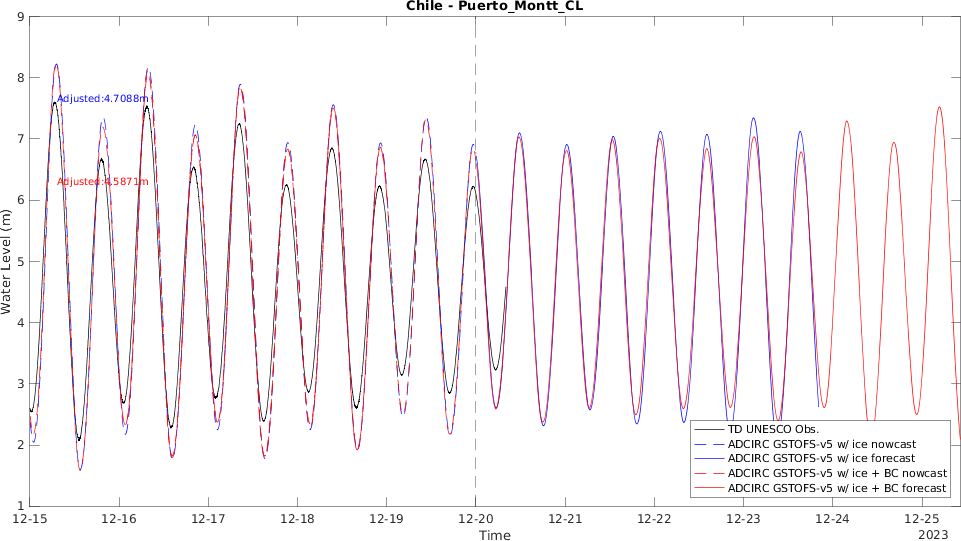 Chile - Puerto_Montt_CL
9
8
7
6
5
4
3
2
1
Water Level (m)
Adjusted:4.7088m
Adjusted:4.5871m
TD UNESCO Obs.
ADCIRC GSTOFS-v5 w/ ice nowcast
ADCIRC GSTOFS-v5 w/ ice forecast
ADCIRC GSTOFS-v5 w/ ice + BC nowcast
ADCIRC GSTOFS-v5 w/ ice + BC forecast
12-15 12-16 12-17 12-18 12-19 12-20 12-21 12-22 12-23 12-24 12-25
Time
2023